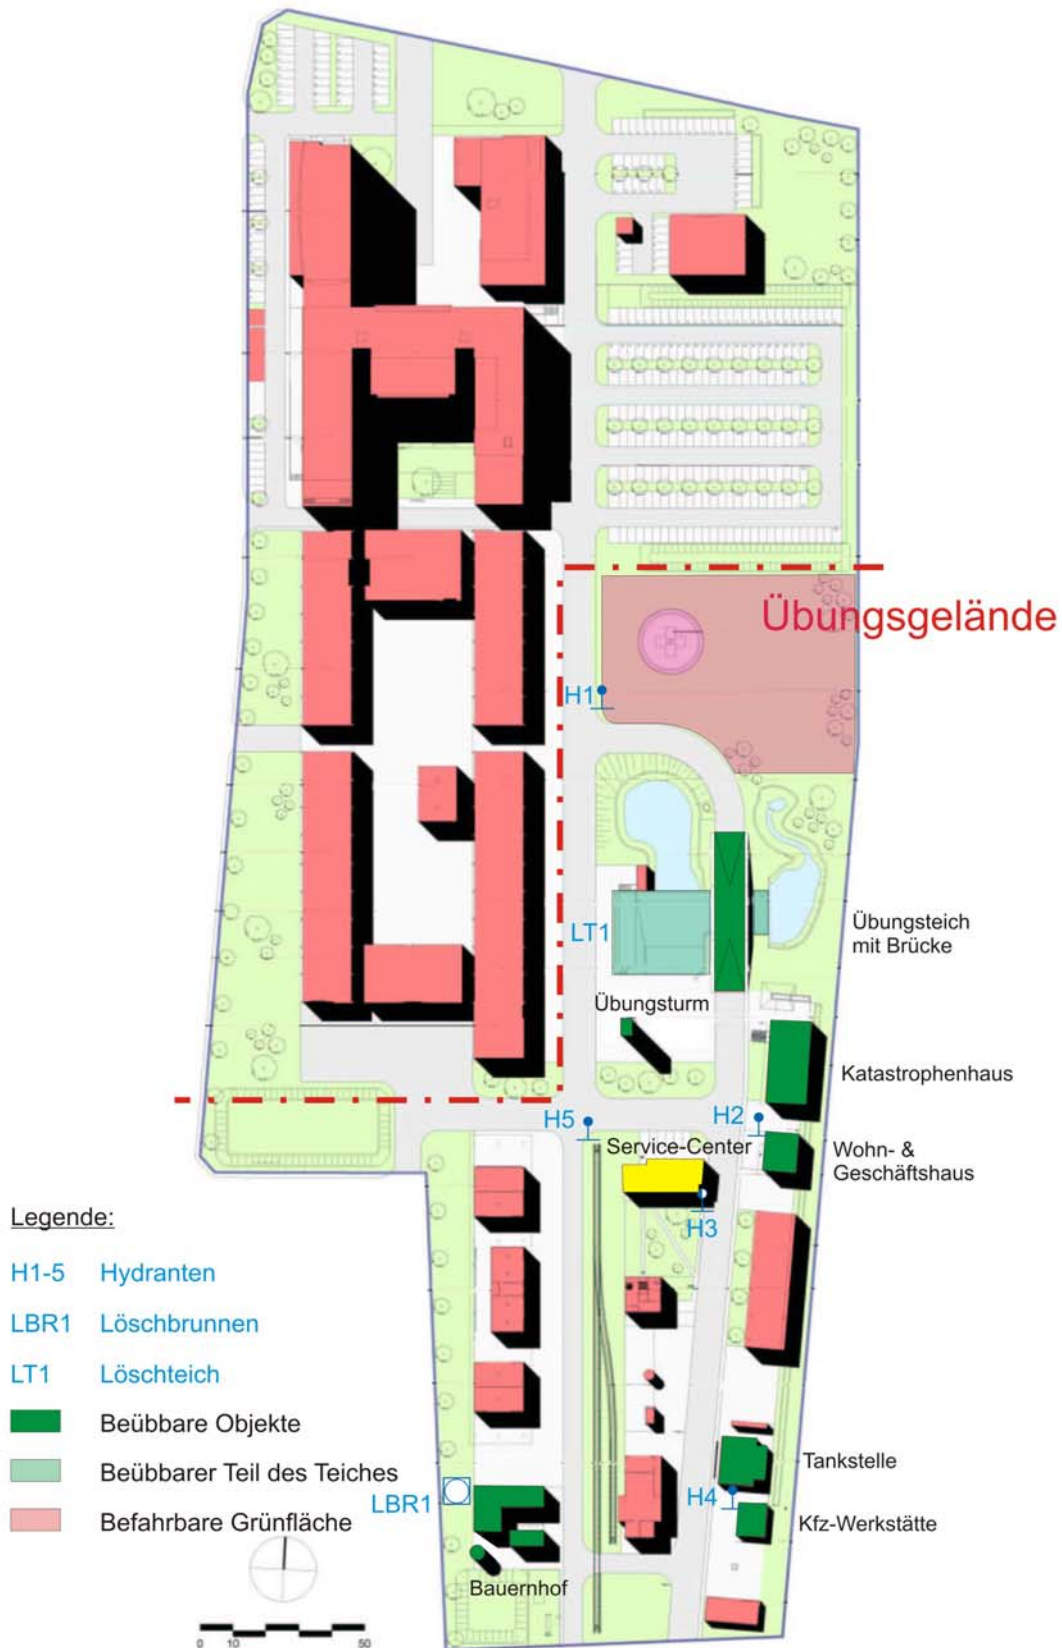 Übungsgelände
H1
LT1
Übungsteich
mit Brücke
Übungsturm
Katastrophenhaus
H5
H2
Service-Center
Wohn- &
Geschäftshaus
H3
Legende:
H1-5 Hydranten
LBR1 Löschbrunnen
LT1 Löschteich
Beübbare Objekte
Beübbarer Teil des Teiches
Befahrbare Grünfläche
Tankstelle
LBR1
H4
Kfz-Werkstätte
Bauernhof
0 10 50